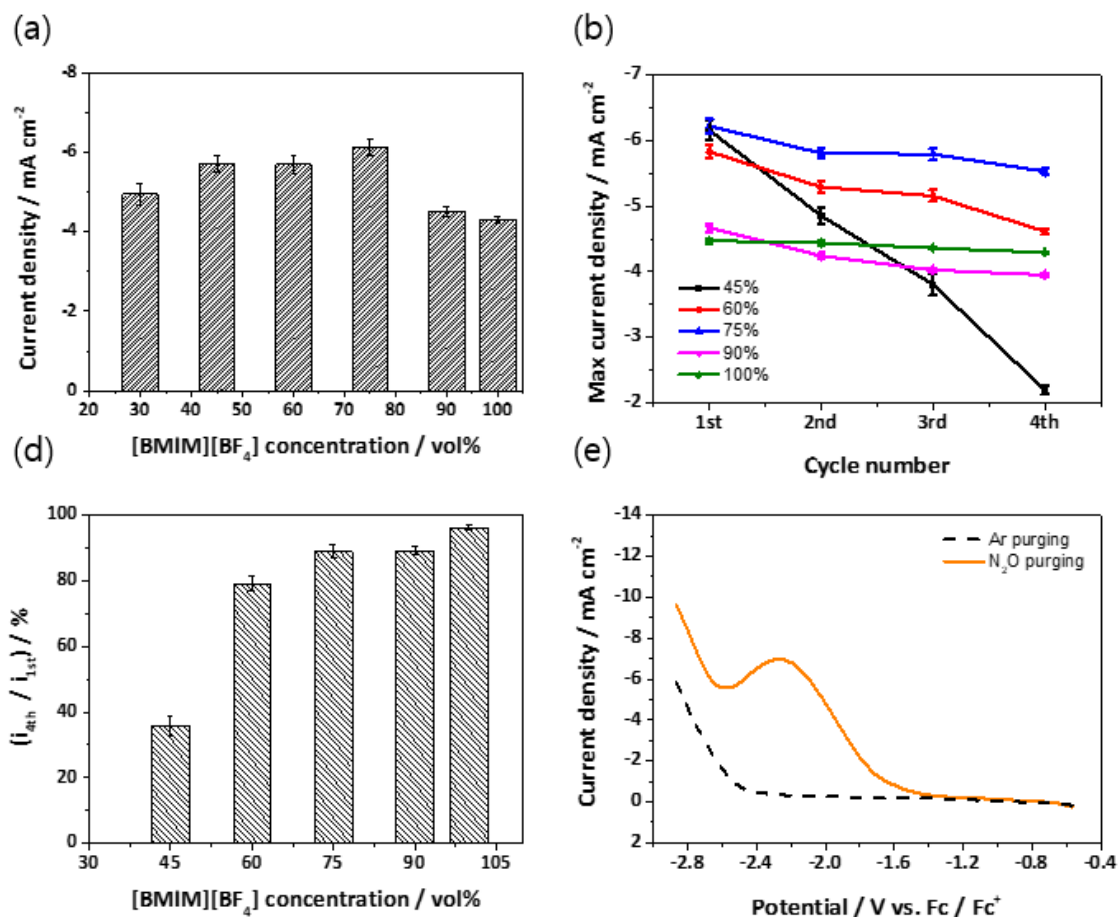 (a)
Current density / mA cm⁻²
-8
-6
-4
-2
0
20 30 40 50 60 70 80 90 100
[BMIM][BF₄] concentration / vol%
(b)
Max current density / mA cm⁻²
-7
-6
-5
-4
-3
-2
45%
60%
75%
90%
100%
1st 2nd 3rd 4th
Cycle number
(d)
(i₄ₜₕ / i₁ₛₜ) / %
100
80
60
40
20
0
30 45 60 75 90 105
[BMIM][BF₄] concentration / vol%
(e)
Current density / mA cm⁻²
-14
-12
-10
-8
-6
-4
-2
0
2
Ar purging
N₂O purging
-2.8 -2.4 -2.0 -1.6 -1.2 -0.8 -0.4
Potential / V vs. Fc / Fc⁺